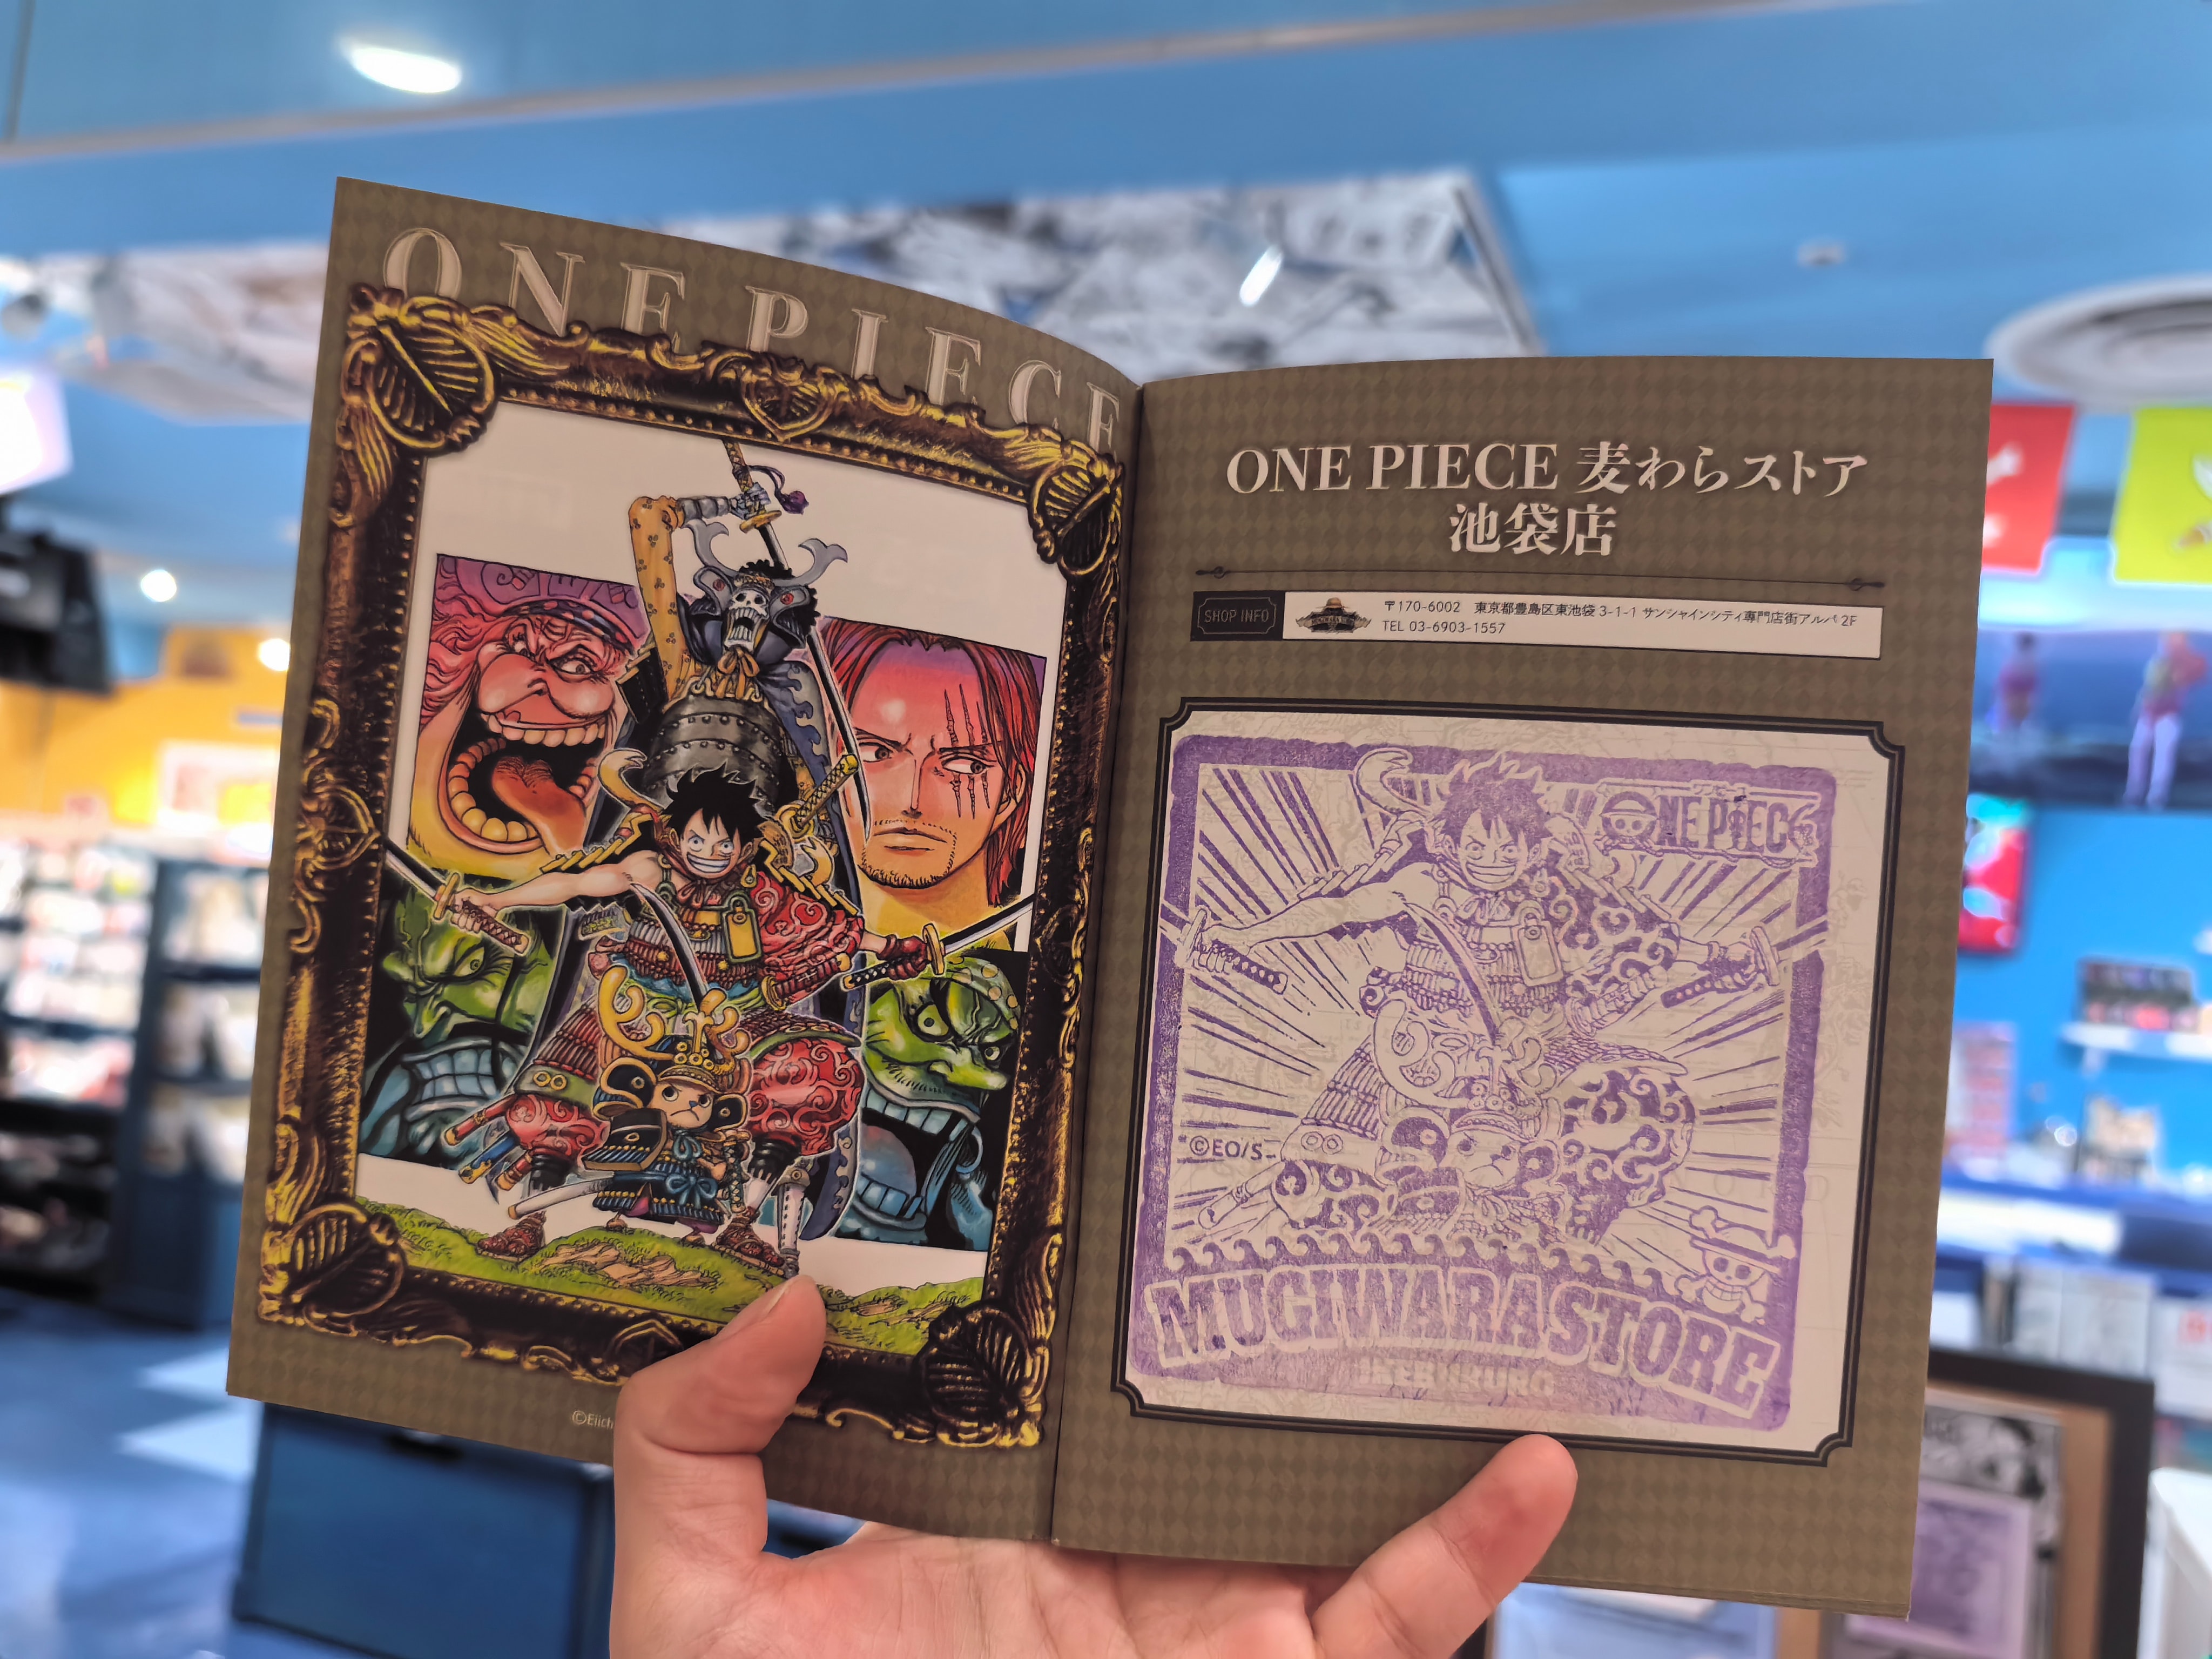 ONE PIECE
©Eiich
ONE PIECE 麦わらストア
池袋店
SHOP INFO
〒170-6002 東京都豊島区東池袋 3-1-1 サンシャインシティ専門店街アルパ 2F
TEL 03-6903-1557
ONE PIECE
©EO/S-
MUGIWARA STORE
IKEBUKURO